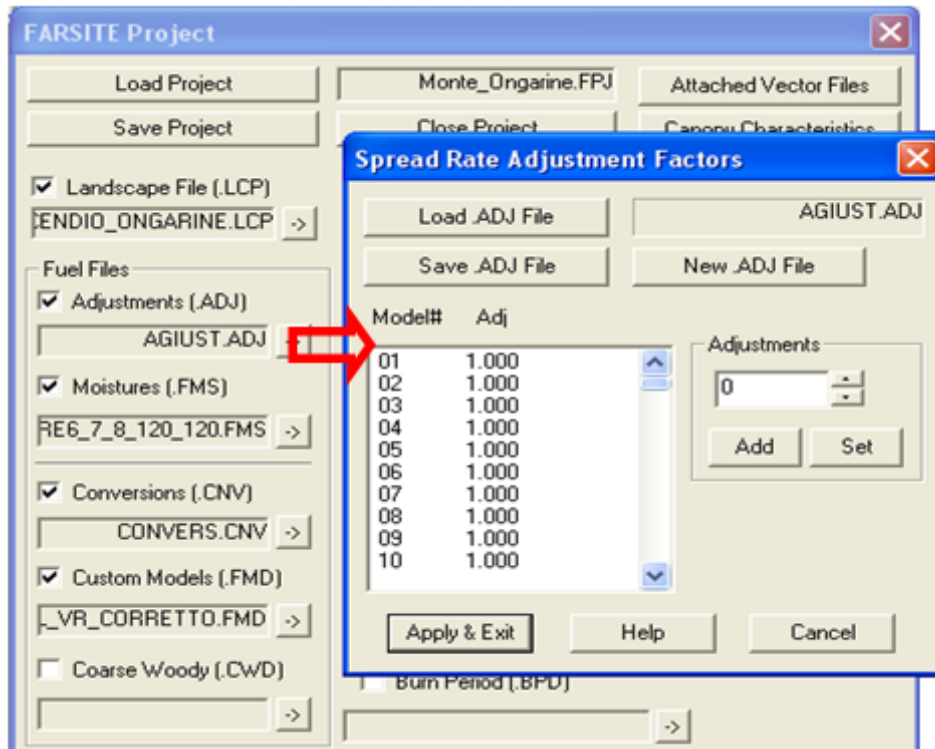 FARSITE Project
Load Project
Monte_Ongarine.FPJ
Attached Vector Files
Save Project
Close Project
Canopy Characteristics
Landscape File (.LCP)
CENDIO_ONGARINE.LCP
->
Fuel Files
Adjustments (.ADJ)
AGIUST.ADJ
Moistures (.FMS)
RE6_7_8_120_120.FMS
->
Conversions (.CNV)
CONVERS.CNV
->
Custom Models (.FMD)
L_VR_CORRETTO.FMD
->
Coarse Woody (.CWD)
->
Spread Rate Adjustment Factors
Load .ADJ File
AGIUST.ADJ
Save .ADJ File
New .ADJ File
Model# Adj
01 1.000
02 1.000
03 1.000
04 1.000
05 1.000
06 1.000
07 1.000
08 1.000
09 1.000
10 1.000
Adjustments
0
Add
Set
Apply & Exit
Help
Cancel
Burn Period (.BPD)
->